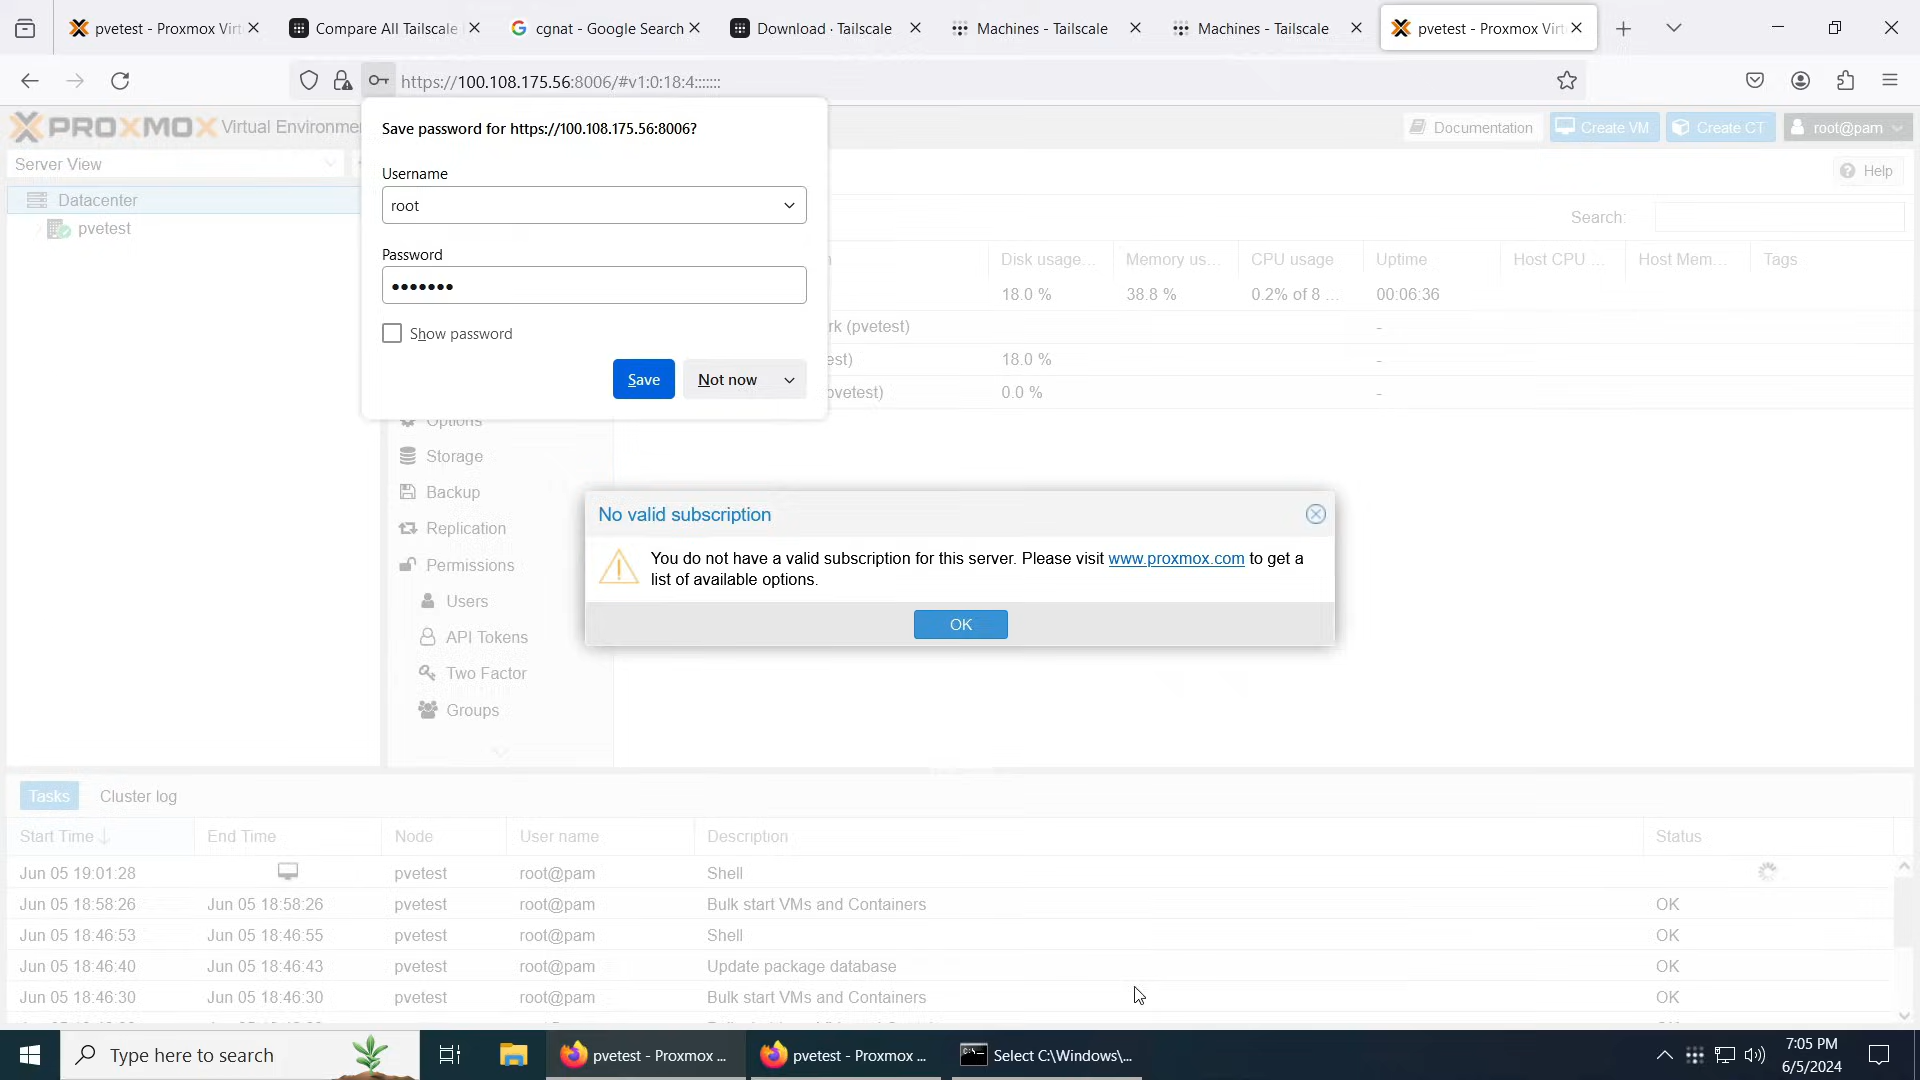 pvetest - Proxmox Virt
Compare All Tailscale
cgnat - Google Search
Download · Tailscale
Machines - Tailscale
Machines - Tailscale
pvetest - Proxmox Virt
https://100.108.175.56:8006/#v1:0:18:4:::::::
PROXMOX Virtual Environme
Documentation
Create VM
Create CT
root@pam
Server View
Help
Datacenter
pvetest
Save password for https://100.108.175.56:8006?
Username
root
Password
•••••••
Show password
Save
Not now
Search:
Disk usage...
Memory us...
CPU usage
Uptime
Host CPU ...
Host Mem...
Tags
18.0 %
38.8 %
0.2% of 8 ...
00:06:36
rk (pvetest)
-
est)
18.0 %
-
pvetest)
0.0 %
-
Options
Storage
Backup
Replication
Permissions
Users
API Tokens
Two Factor
Groups
No valid subscription
You do not have a valid subscription for this server. Please visit www.proxmox.com to get a
list of available options.
OK
Tasks
Cluster log
Start Time
End Time
Node
User name
Description
Status
Jun 05 19:01:28 pvetest root@pam Shell
Jun 05 18:58:26 Jun 05 18:58:26 pvetest root@pam Bulk start VMs and Containers OK
Jun 05 18:46:53 Jun 05 18:46:55 pvetest root@pam Shell OK
Jun 05 18:46:40 Jun 05 18:46:43 pvetest root@pam Update package database OK
Jun 05 18:46:30 Jun 05 18:46:30 pvetest root@pam Bulk start VMs and Containers OK
Type here to search
pvetest - Proxmox ...
pvetest - Proxmox ...
Select C:\Windows\...
7:05 PM
6/5/2024